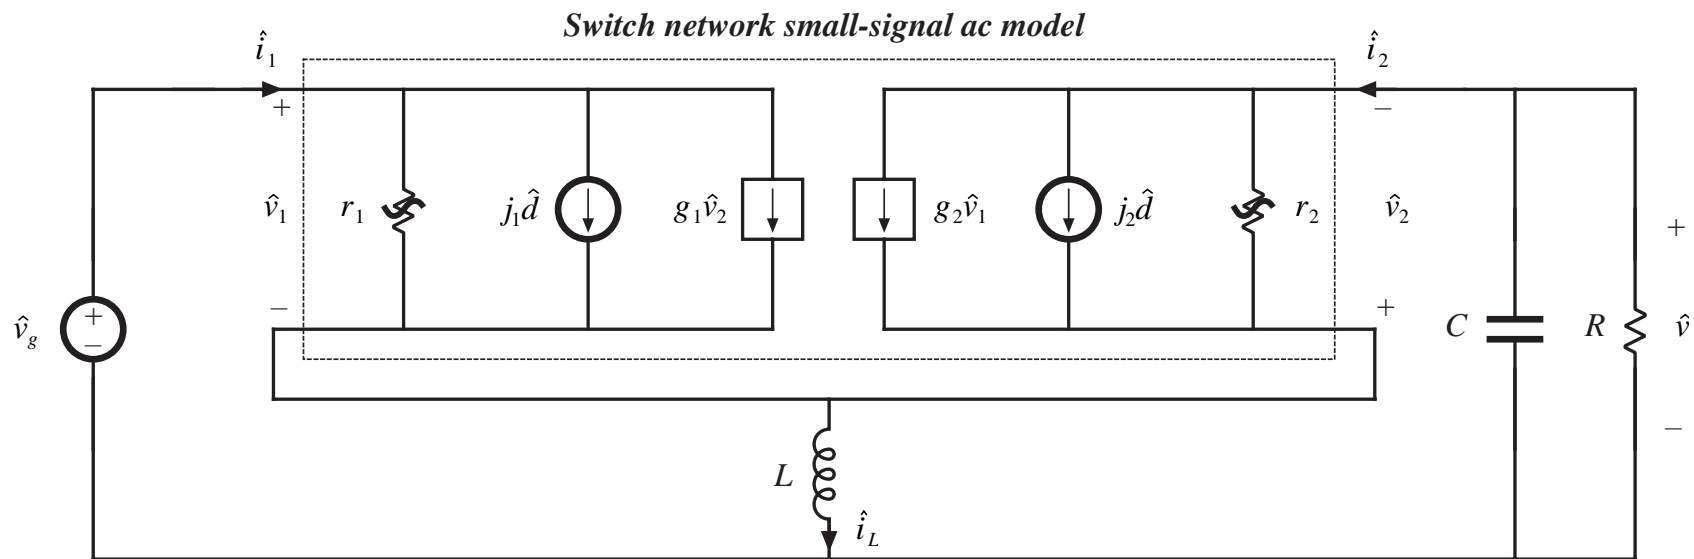 Switch network small-signal ac model
î₁
î₂
+
–
v̂₁
r₁
j₁d̂
g₁v̂₂
g₂v̂₁
j₂d̂
r₂
v̂₂
+
–
+
v̂g
+
–
C
R
v̂
L
–
îL